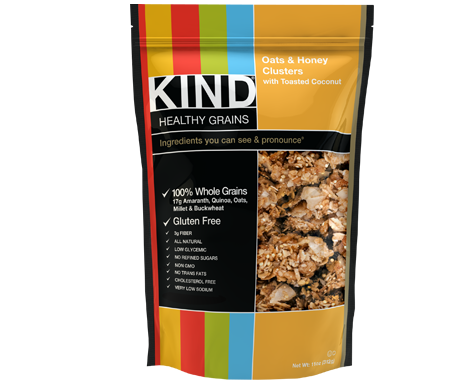 Oats & Honey
Clusters
with Toasted Coconut
KIND
HEALTHY GRAINS
Ingredients you can see & pronounce®
100% Whole Grains
17g Amaranth, Quinoa, Oats,
Millet & Buckwheat
Gluten Free
3g FIBER
ALL NATURAL
LOW GLYCEMIC
NO REFINED SUGARS
NON GMO
NO TRANS FATS
CHOLESTEROL FREE
VERY LOW SODIUM
Net Wt.